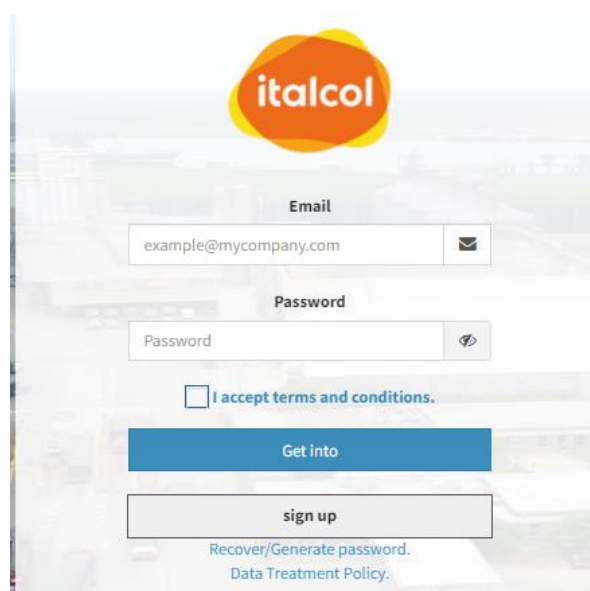 italcol
Email
example@mycompany.com
Password
Password
I accept terms and conditions.
Get into
sign up
Recover/Generate password.
Data Treatment Policy.